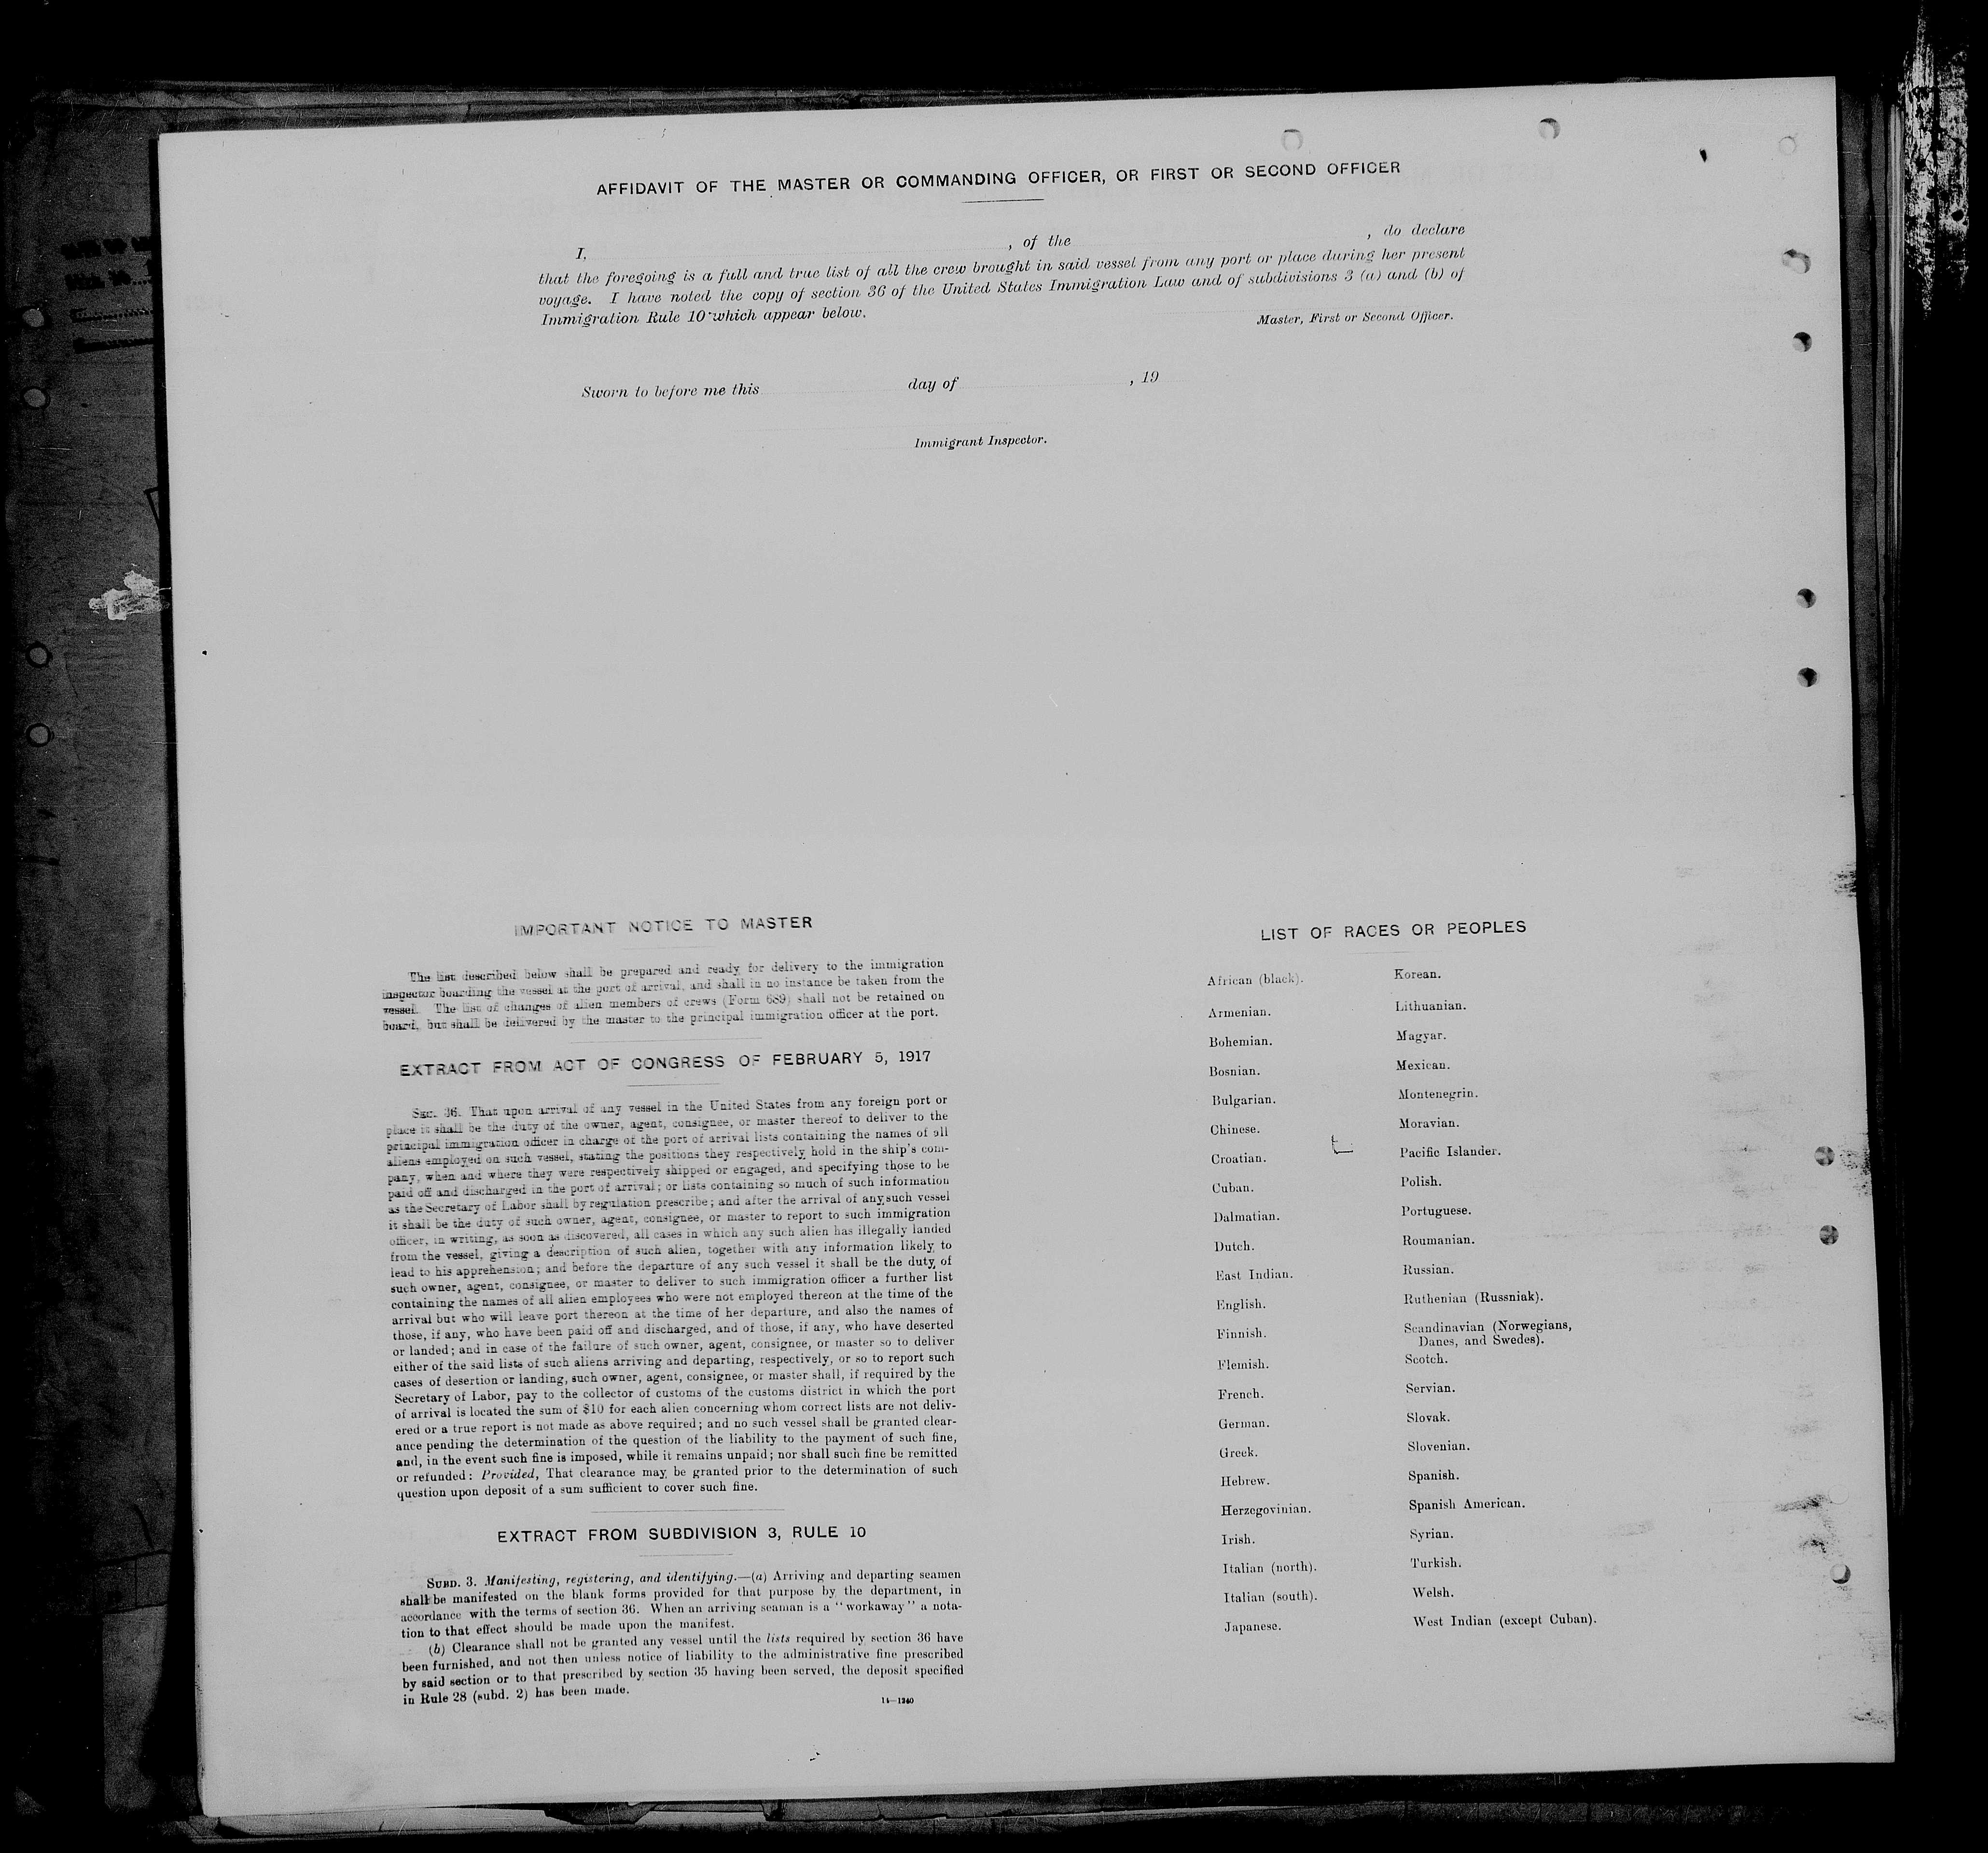 AFFIDAVIT OF THE MASTER OR COMMANDING OFFICER, OR FIRST OR SECOND OFFICER
I, , of the , do declare
that the foregoing is a full and true list of all the crew brought in said vessel from any port or place during her present
voyage. I have noted the copy of section 36 of the United States Immigration Law and of subdivisions 3 (a) and (b) of
Immigration Rule 10 which appear below.
Master, First or Second Officer.
Sworn to before me this day of , 19
Immigrant Inspector.
IMPORTANT NOTICE TO MASTER
The list described below shall be prepared and ready for delivery to the immigration
inspector boarding the vessel at the port of arrival, and shall in no instance be taken from the
vessel. The list of changes of alien members of crews (Form 689) shall not be retained on
board, but shall be delivered by the master to the principal immigration officer at the port.
EXTRACT FROM ACT OF CONGRESS OF FEBRUARY 5, 1917
SEC. 36. That upon arrival of any vessel in the United States from any foreign port or
place it shall be the duty of the owner, agent, consignee, or master thereof to deliver to the
principal immigration officer in charge of the port of arrival lists containing the names of all
aliens employed on such vessel, stating the positions they respectively hold in the ship's com-
pany, when and where they were respectively shipped or engaged, and specifying those to be
paid off and discharged in the port of arrival; or lists containing so much of such information
as the Secretary of Labor shall by regulation prescribe; and after the arrival of any such vessel
it shall be the duty of such owner, agent, consignee, or master to report to such immigration
officer, in writing, as soon as discovered, all cases in which any such alien has illegally landed
from the vessel, giving a description of such alien, together with any information likely to
lead to his apprehension; and before the departure of any such vessel it shall be the duty of
such owner, agent, consignee, or master to deliver to such immigration officer a further list
containing the names of all alien employees who were not employed thereon at the time of the
arrival but who will leave port thereon at the time of her departure, and also the names of
those, if any, who have been paid off and discharged, and of those, if any, who have deserted
or landed; and in case of the failure of such owner, agent, consignee, or master so to deliver
either of the said lists of such aliens arriving and departing, respectively, or so to report such
cases of desertion or landing, such owner, agent, consignee, or master shall, if required by the
Secretary of Labor, pay to the collector of customs of the customs district in which the port
of arrival is located the sum of $10 for each alien concerning whom correct lists are not deliv-
ered or a true report is not made as above required; and no such vessel shall be granted clear-
ance pending the determination of the question of the liability to the payment of such fine,
and, in the event such fine is imposed, while it remains unpaid; nor shall such fine be remitted
or refunded: Provided, That clearance may be granted prior to the determination of such
question upon deposit of a sum sufficient to cover such fine.
EXTRACT FROM SUBDIVISION 3, RULE 10
SUBD. 3. Manifesting, registering, and identifying.—(a) Arriving and departing seamen
shall be manifested on the blank forms provided for that purpose by the department, in
accordance with the terms of section 36. When an arriving seaman is a "workaway" a nota-
tion to that effect should be made upon the manifest.
(b) Clearance shall not be granted any vessel until the lists required by section 36 have
been furnished, and not then unless notice of liability to the administrative fine prescribed
by said section or to that prescribed by section 35 having been served, the deposit specified
in Rule 28 (subd. 2) has been made.
14—1240
LIST OF RACES OR PEOPLES
African (black).
Armenian.
Bohemian.
Bosnian.
Bulgarian.
Chinese.
Croatian.
Cuban.
Dalmatian.
Dutch.
East Indian.
English.
Finnish.
Flemish.
French.
German.
Greek.
Hebrew.
Herzegovinian.
Irish.
Italian (north).
Italian (south).
Japanese.
Korean.
Lithuanian.
Magyar.
Mexican.
Montenegrin.
Moravian.
Pacific Islander.
Polish.
Portuguese.
Roumanian.
Russian.
Ruthenian (Russniak).
Scandinavian (Norwegians,
Danes, and Swedes).
Scotch.
Servian.
Slovak.
Slovenian.
Spanish.
Spanish American.
Syrian.
Turkish.
Welsh.
West Indian (except Cuban).